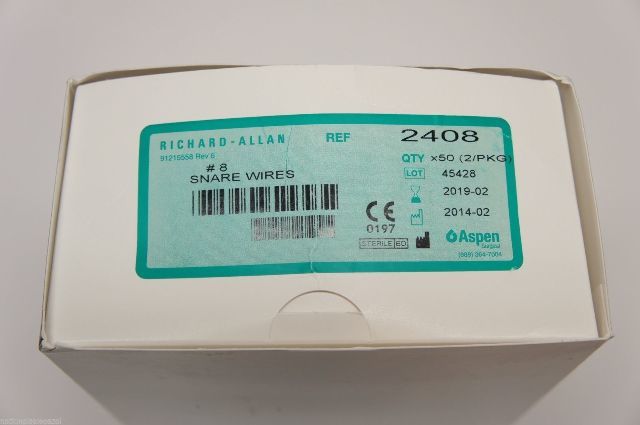 RICHARD-ALLAN
91215558 Rev 6
# 8
SNARE WIRES
REF 2408
QTY x50 (2/PKG)
LOT 45428
2019-02
2014-02
CE
0197
STERILE EO
Aspen
Surgical
(888) 364-7004